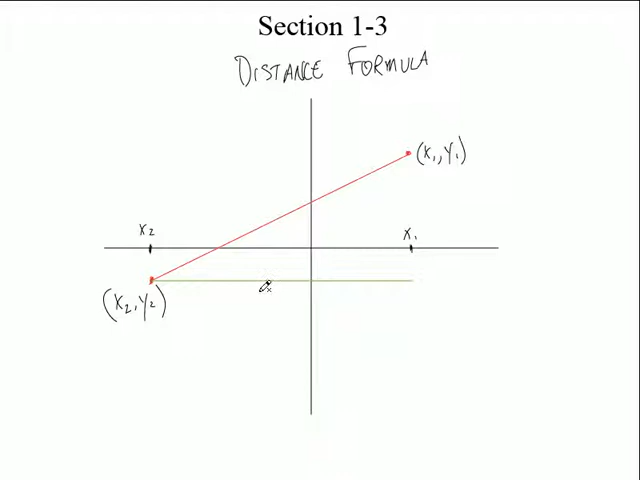 Section 1-3
DISTANCE FORMULA
(x₁, y₁)
x₂
x₁
(x₂, y₂)